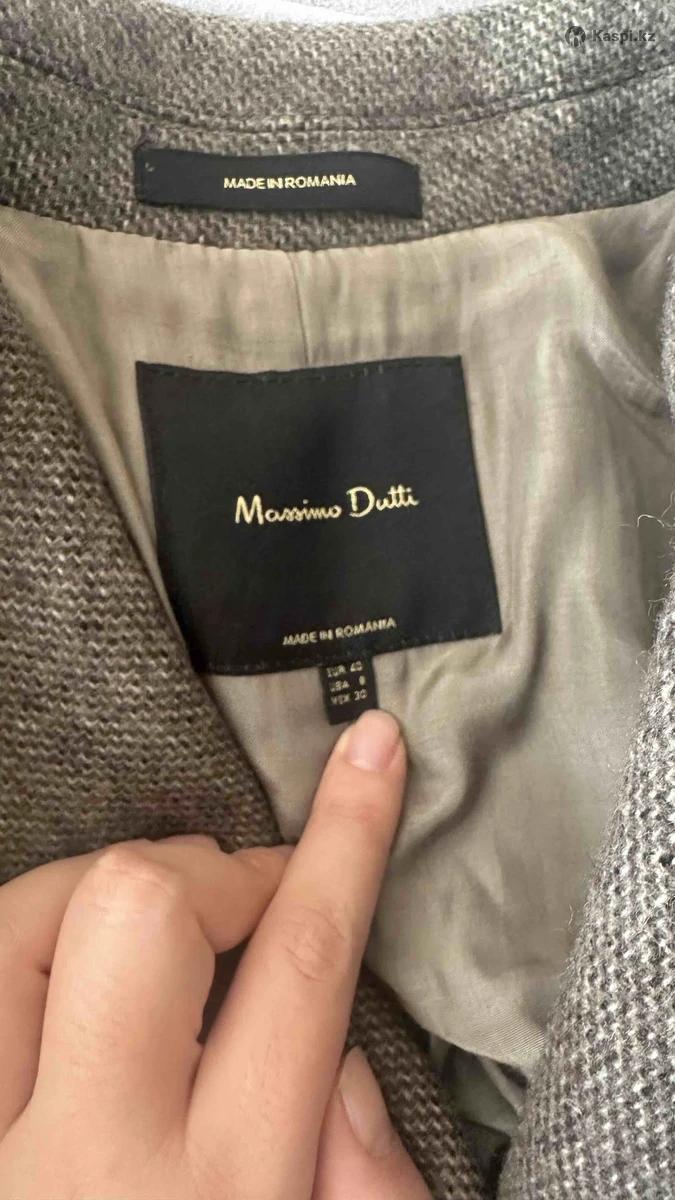 Kaspi.kz
MADE IN ROMANIA
Massimo Dutti
MADE IN ROMANIA
EUR 40
USA 8
MEX 30